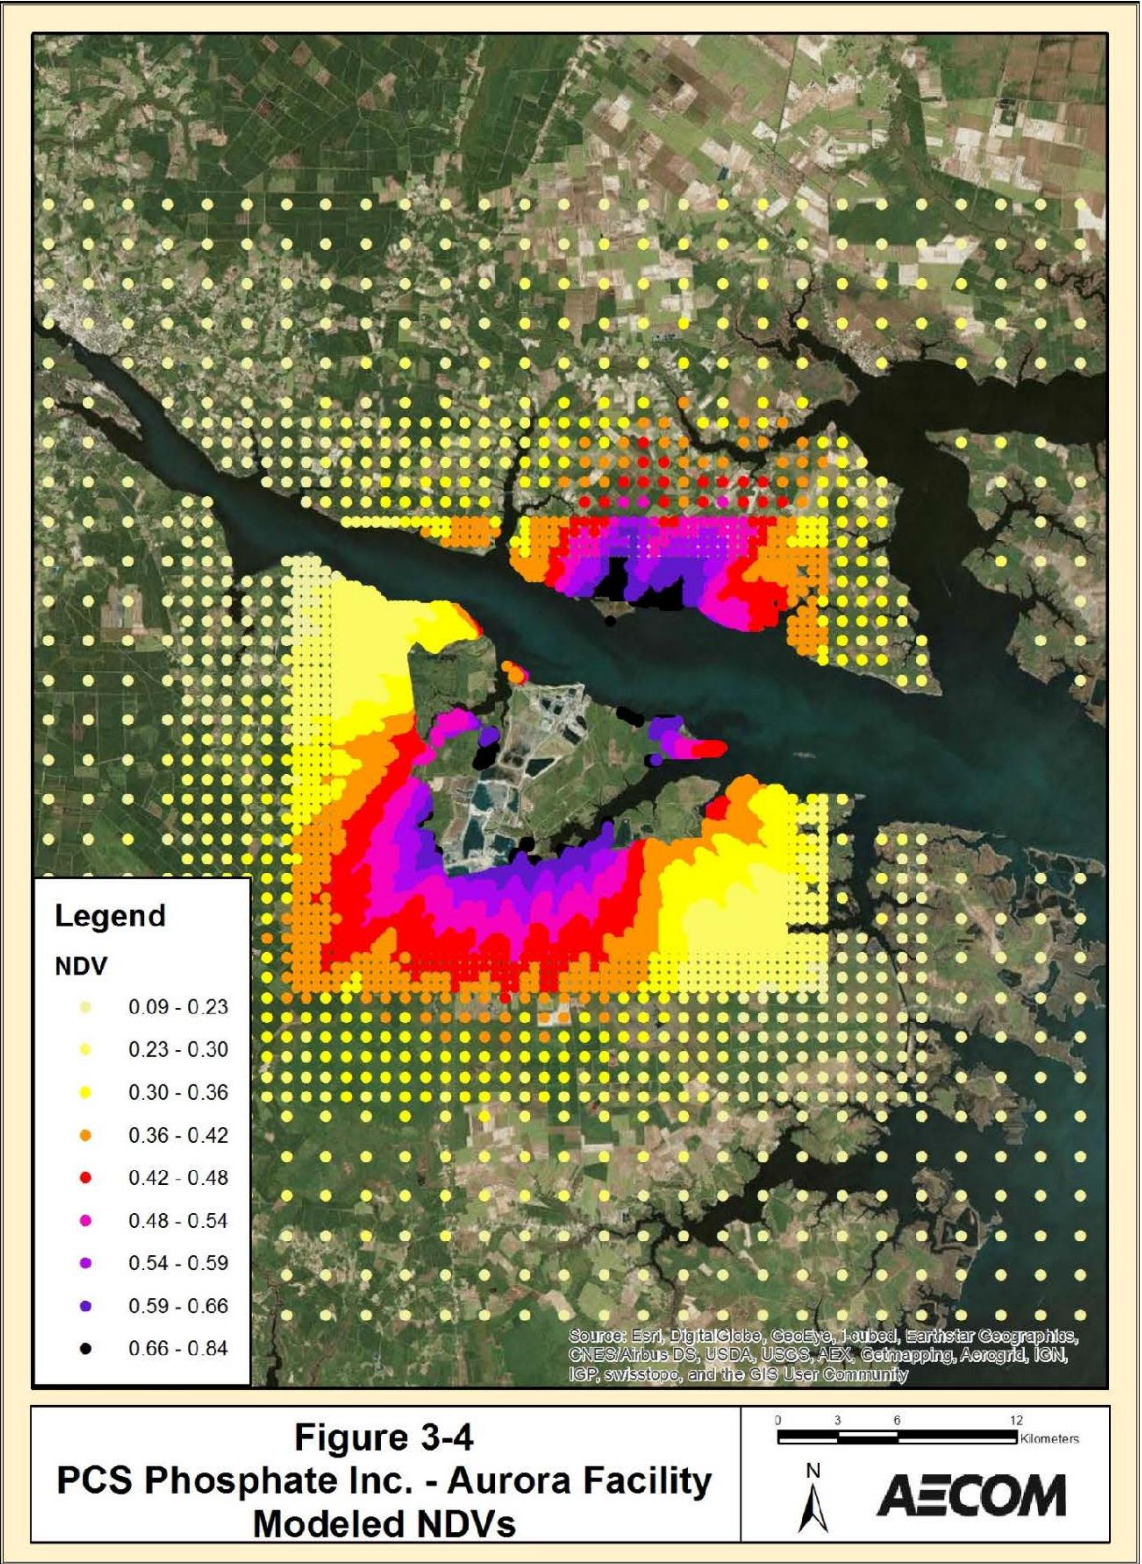 Legend
NDV
0.09 - 0.23
0.23 - 0.30
0.30 - 0.36
0.36 - 0.42
0.42 - 0.48
0.48 - 0.54
0.54 - 0.59
0.59 - 0.66
0.66 - 0.84
Source: Esri, DigitalGlobe, GeoEye, i-cubed, Earthstar Geographics,
CNES/Airbus DS, USDA, USGS, AEX, Getmapping, Aerogrid, IGN,
IGP, swisstopo, and the GIS User Community
Figure 3-4
PCS Phosphate Inc. - Aurora Facility
Modeled NDVs
0 3 6 12
Kilometers
N
AECOM